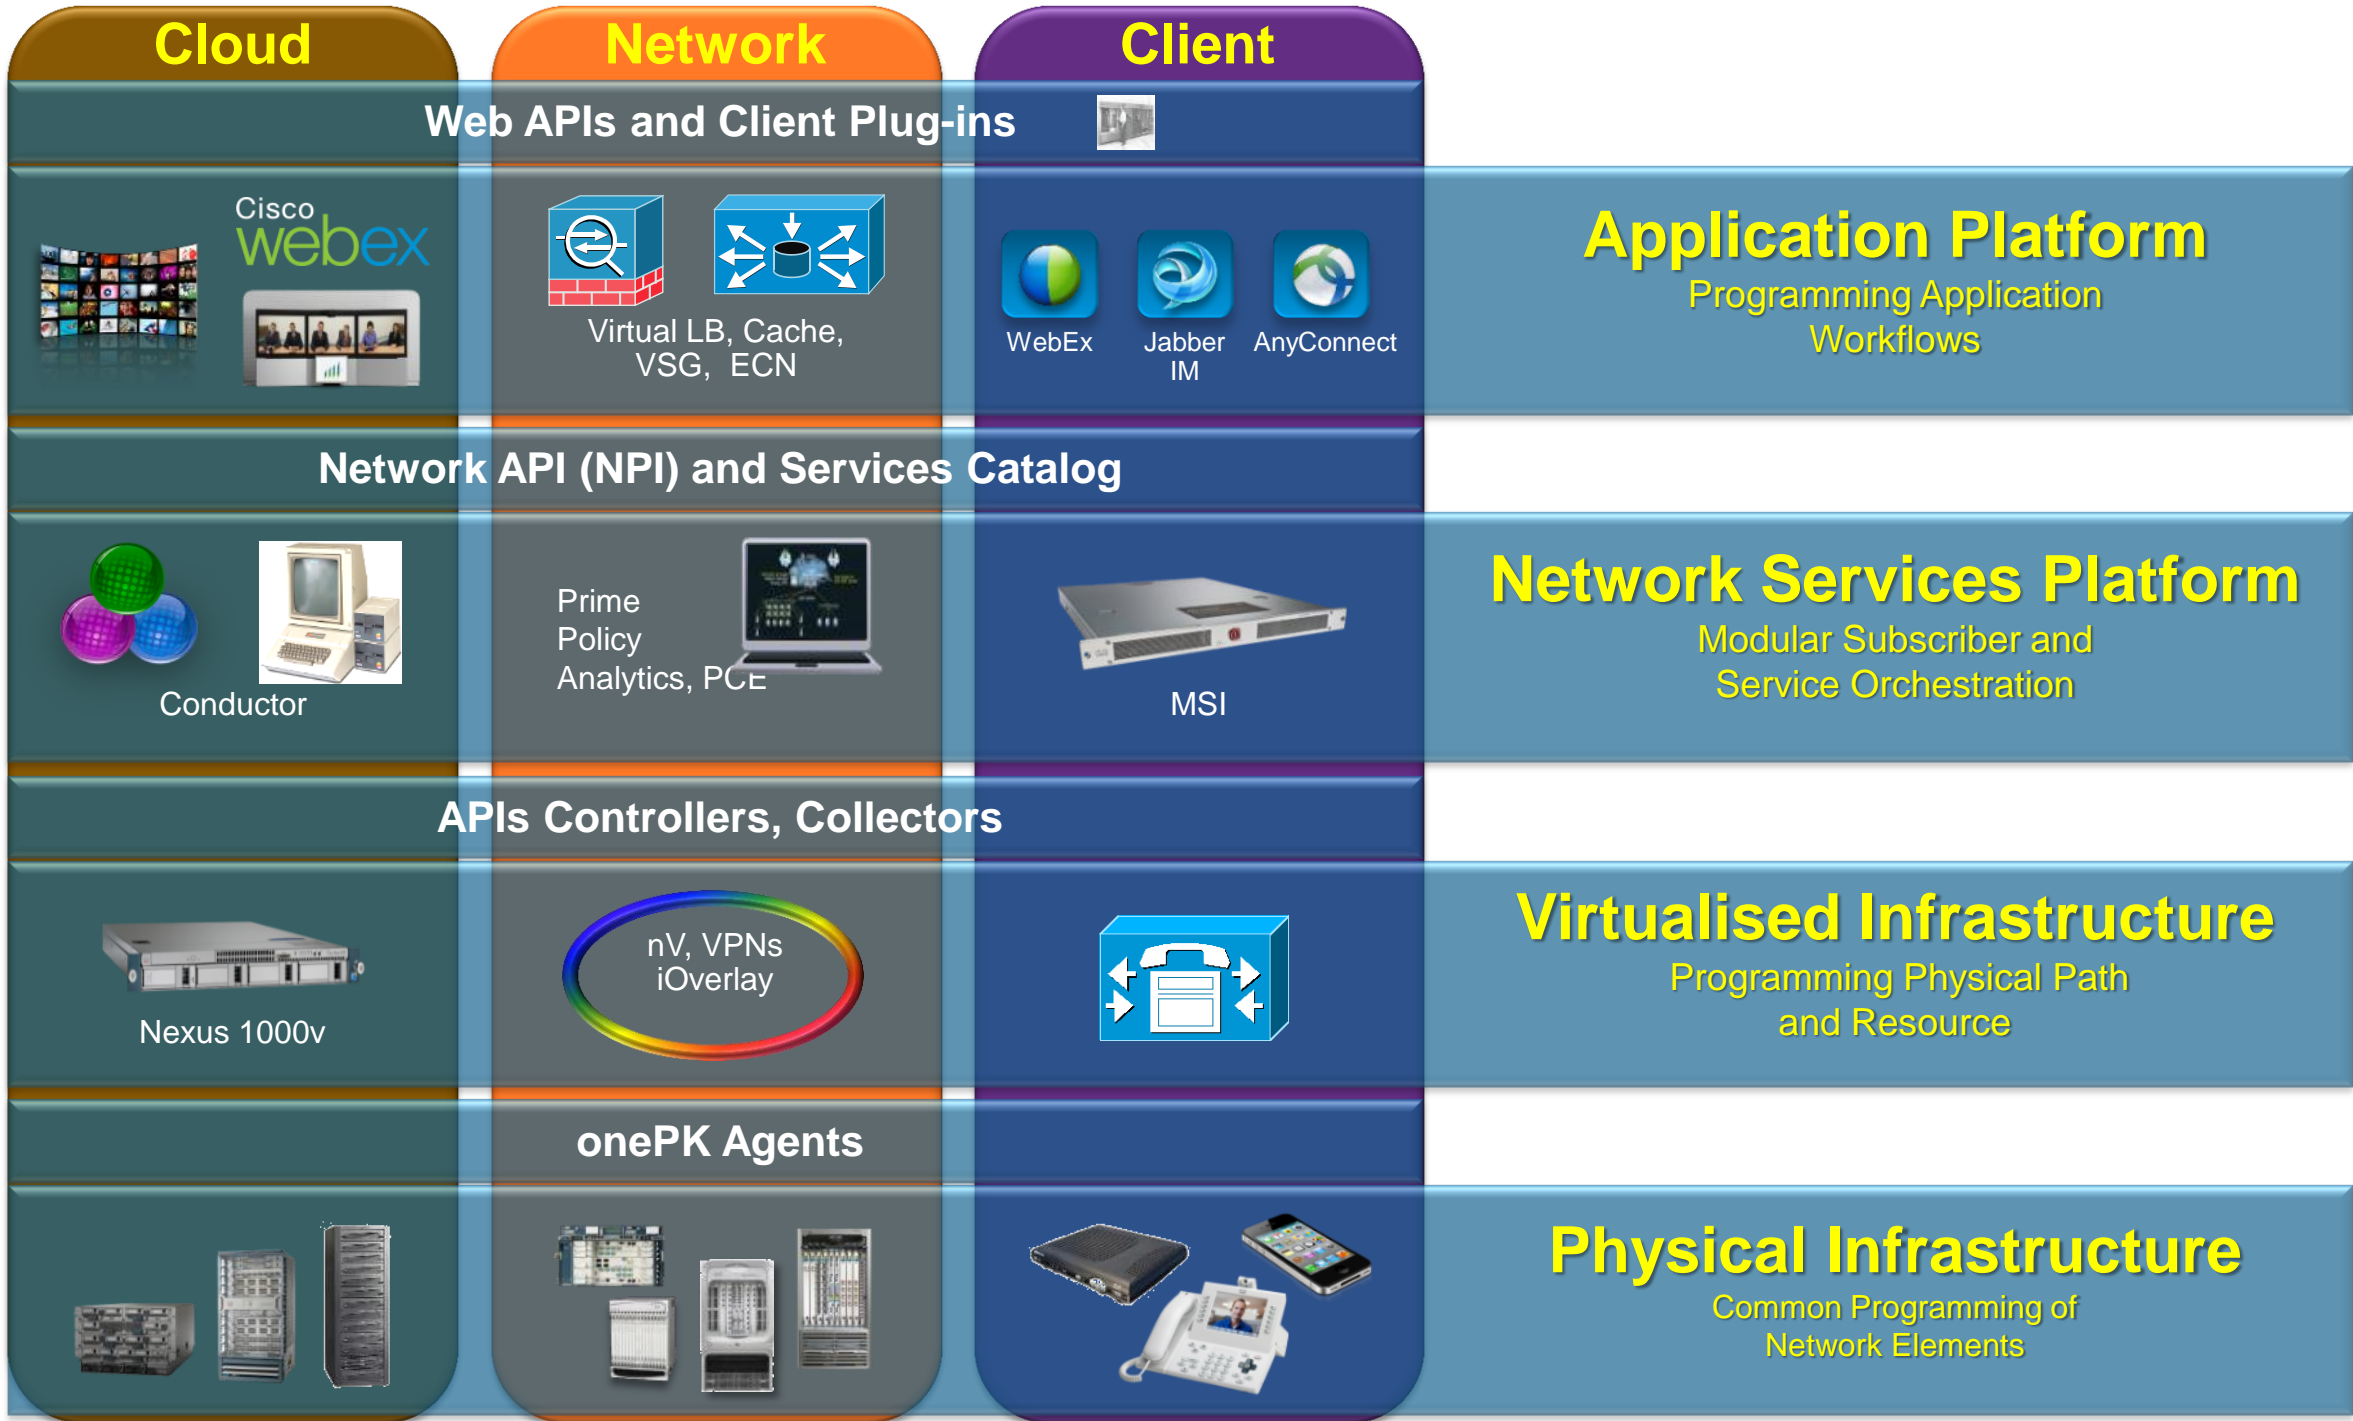 Cloud
Network
Client
Web APIs and Client Plug-ins
Cisco
webex
Virtual LB, Cache,
VSG, ECN
WebEx
Jabber
IM
AnyConnect
Application Platform
Programming Application
Workflows
Network API (NPI) and Services Catalog
Conductor
Prime
Policy
Analytics, PCE
MSI
Network Services Platform
Modular Subscriber and
Service Orchestration
APIs Controllers, Collectors
Nexus 1000v
nV, VPNs
iOverlay
Virtualised Infrastructure
Programming Physical Path
and Resource
onePK Agents
Physical Infrastructure
Common Programming of
Network Elements